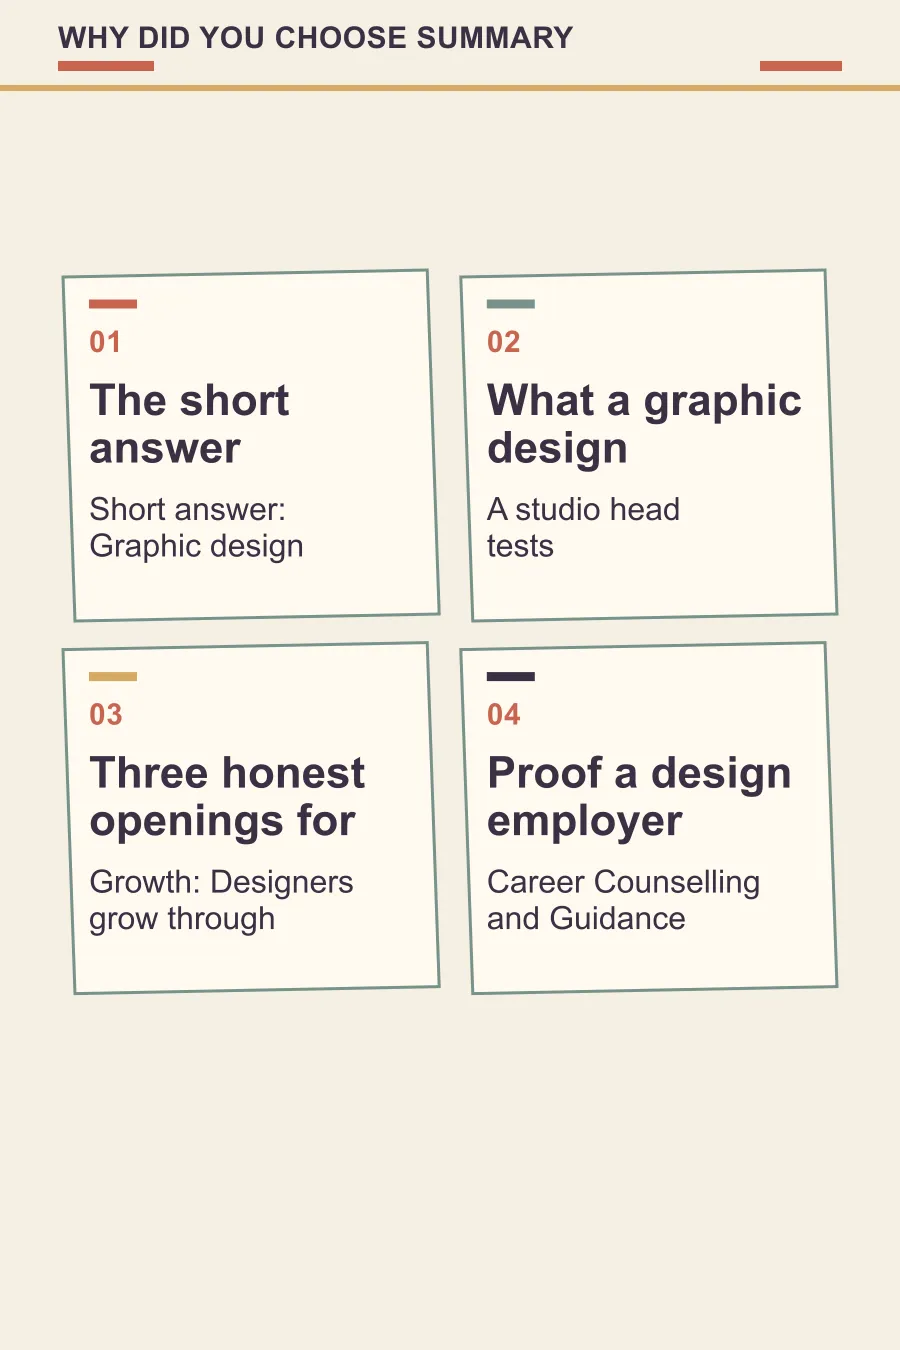 WHY DID YOU CHOOSE SUMMARY
01
The short
answer
Short answer:
Graphic design
02
What a graphic
design
A studio head
tests
03
Three honest
openings for
Growth: Designers
grow through
04
Proof a design
employer
Career Counselling
and Guidance